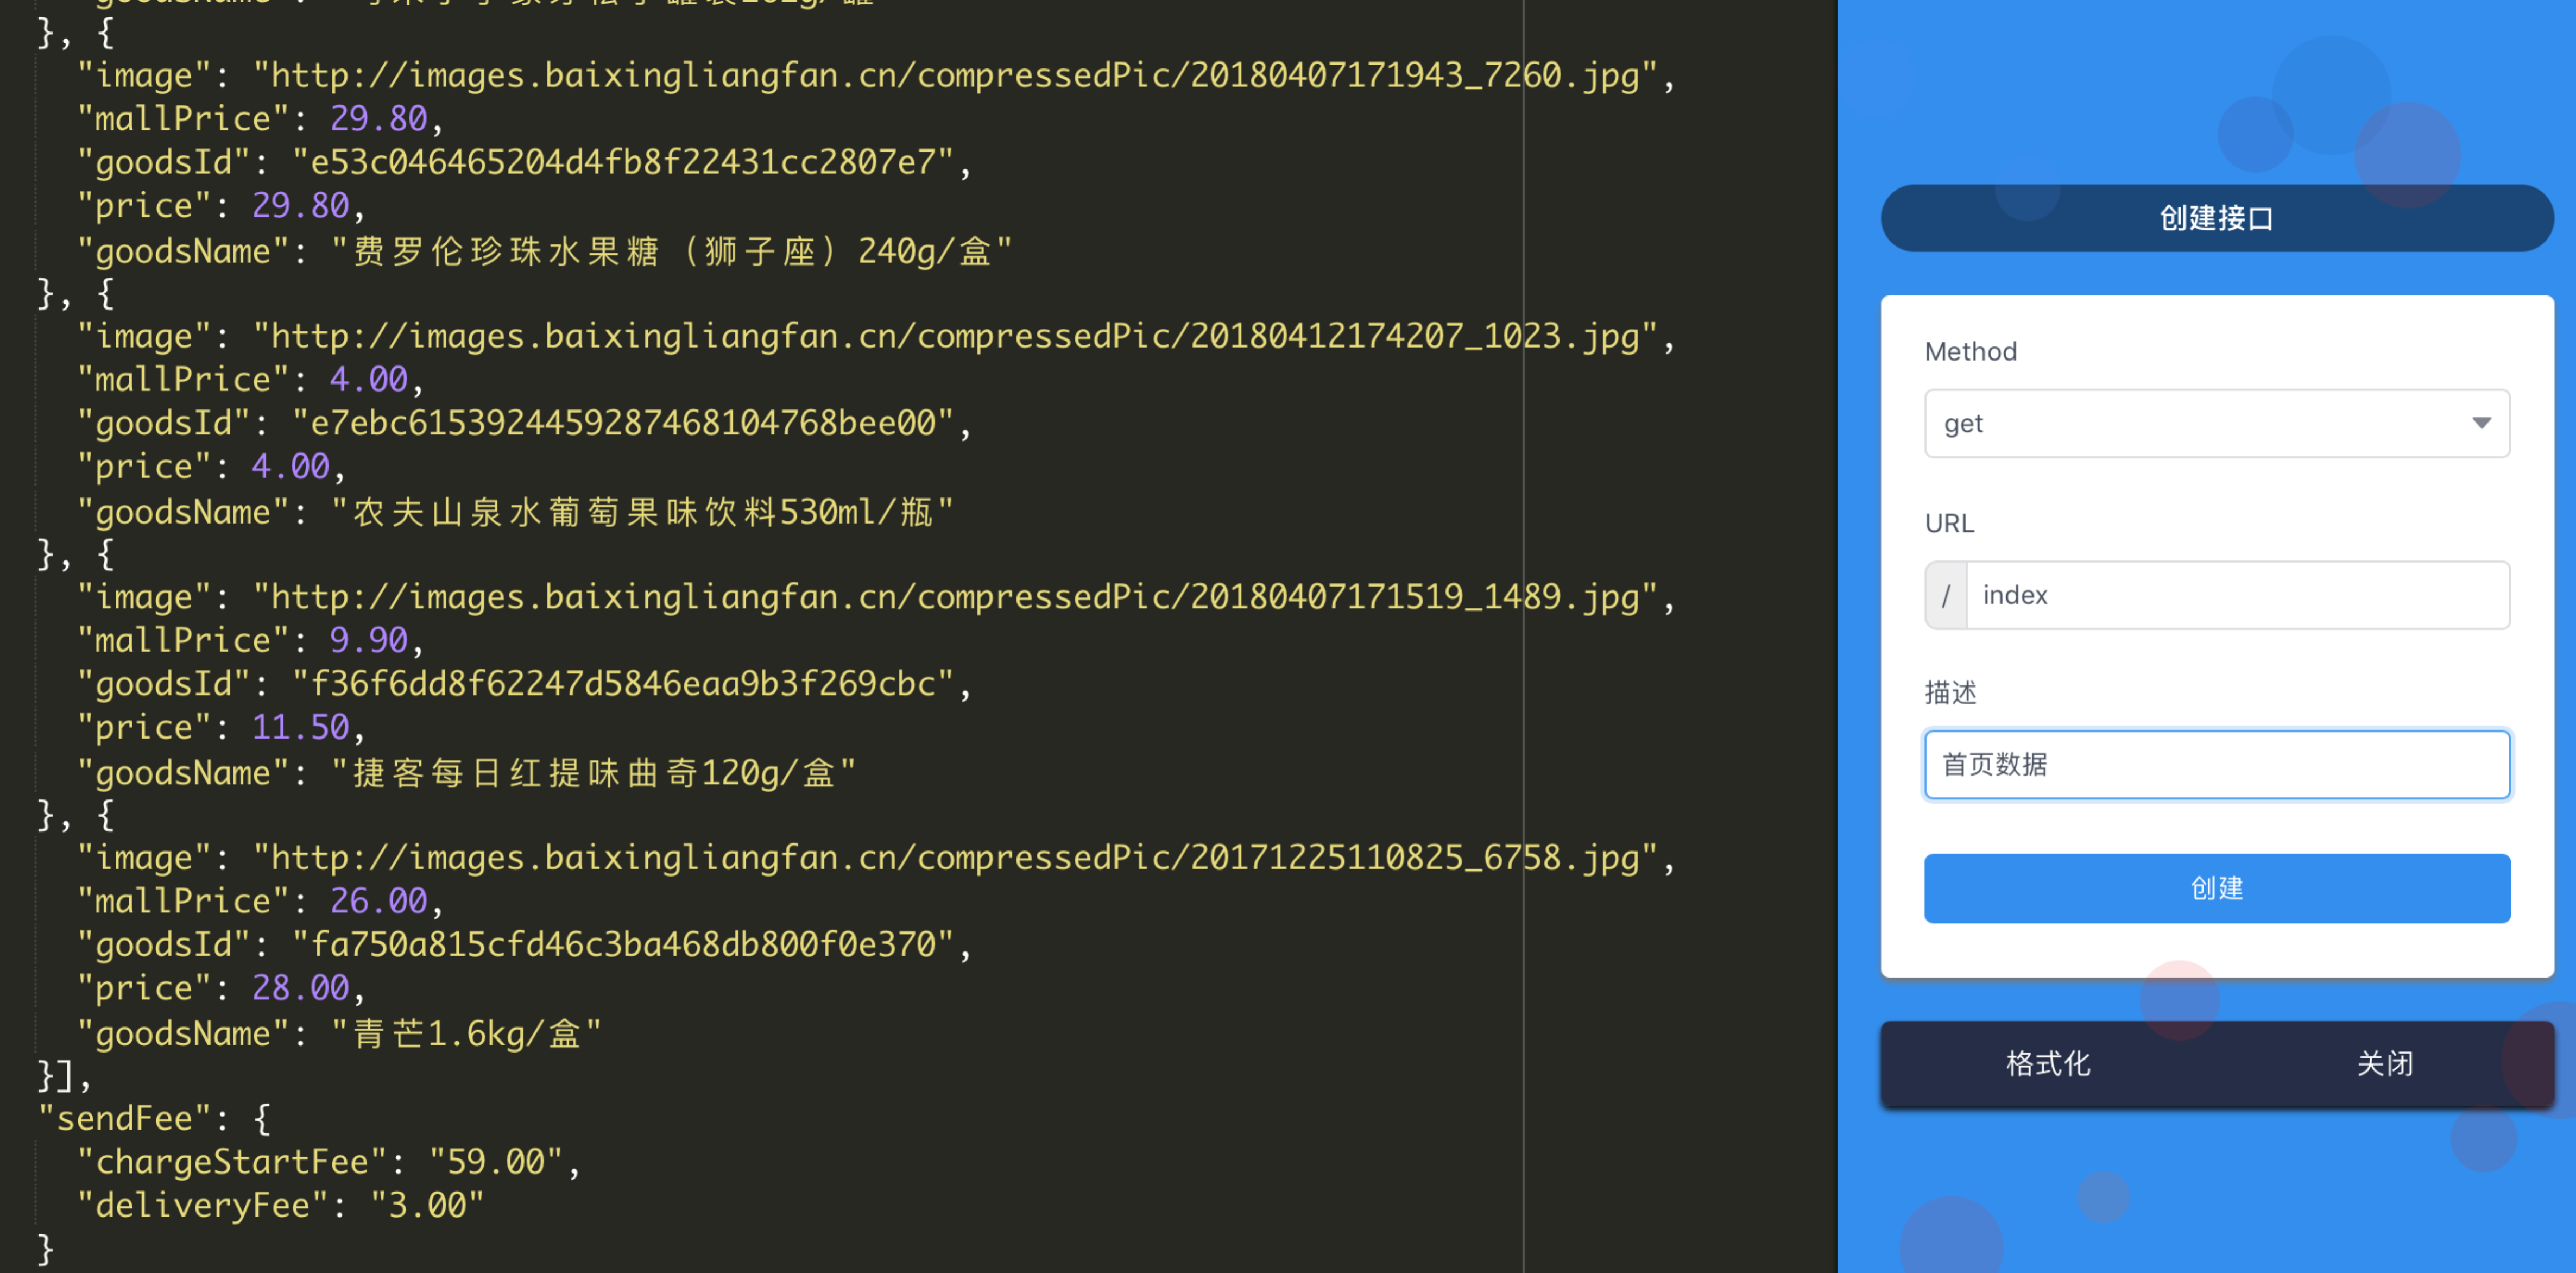 }, {
"image": "http://images.baixingliangfan.cn/compressedPic/20180407171943_7260.jpg",
"mallPrice": 29.80,
"goodsId": "e53c046465204d4fb8f22431cc2807e7",
"price": 29.80,
"goodsName": "费罗伦珍珠水果糖（狮子座）240g/盒"
}, {
"image": "http://images.baixingliangfan.cn/compressedPic/20180412174207_1023.jpg",
"mallPrice": 4.00,
"goodsId": "e7ebc6153924459287468104768bee00",
"price": 4.00,
"goodsName": "农夫山泉水葡萄果味饮料530ml/瓶"
}, {
"image": "http://images.baixingliangfan.cn/compressedPic/20180407171519_1489.jpg",
"mallPrice": 9.90,
"goodsId": "f36f6dd8f62247d5846eaa9b3f269cbc",
"price": 11.50,
"goodsName": "捷客每日红提味曲奇120g/盒"
}, {
"image": "http://images.baixingliangfan.cn/compressedPic/20171225110825_6758.jpg",
"mallPrice": 26.00,
"goodsId": "fa750a815cfd46c3ba468db800f0e370",
"price": 28.00,
"goodsName": "青芒1.6kg/盒"
}],
"sendFee": {
"chargeStartFee": "59.00",
"deliveryFee": "3.00"
}
创建接口
Method
get
URL
/ index
描述
首页数据
创建
格式化 关闭